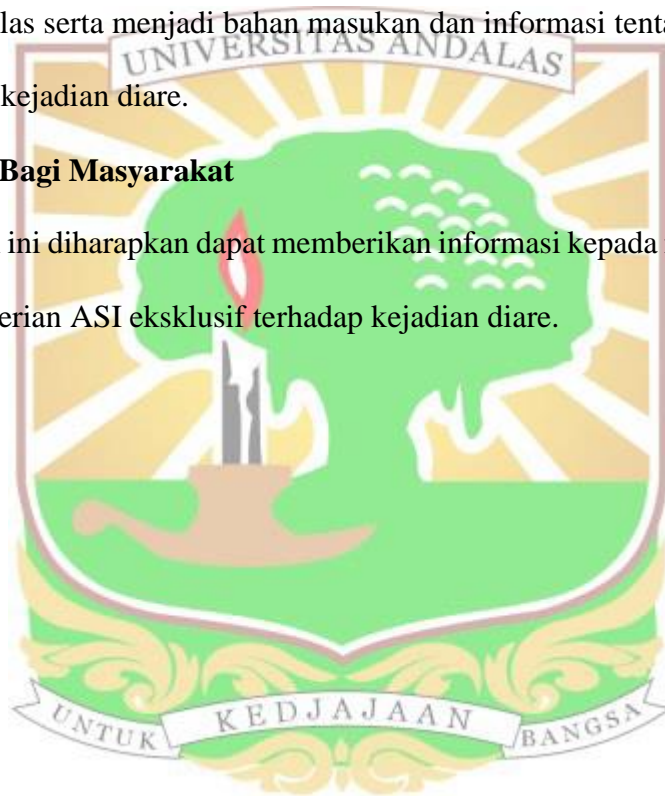 las serta menjadi bahan masukan dan informasi tenta
UNIVERSITAS ANDALAS
kejadian diare.
Bagi Masyarakat
ini diharapkan dapat memberikan informasi kepada
erian ASI eksklusif terhadap kejadian diare.
UNTUK KEDJAJAAN BANGSA